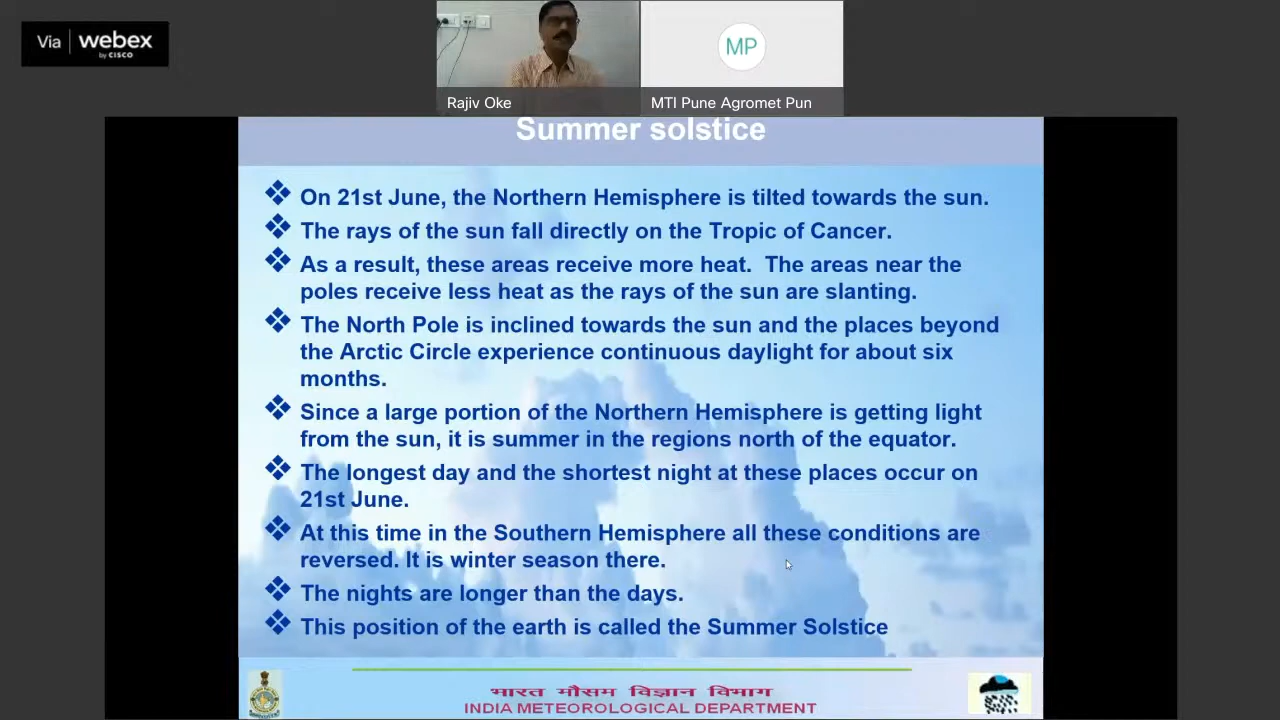 Via webex
by CISCO
MP
Rajiv Oke
MTI Pune Agromet Pun
Summer solstice
On 21st June, the Northern Hemisphere is tilted towards the sun.
The rays of the sun fall directly on the Tropic of Cancer.
As a result, these areas receive more heat.  The areas near the
poles receive less heat as the rays of the sun are slanting.
The North Pole is inclined towards the sun and the places beyond
the Arctic Circle experience continuous daylight for about six
months.
Since a large portion of the Northern Hemisphere is getting light
from the sun, it is summer in the regions north of the equator.
The longest day and the shortest night at these places occur on
21st June.
At this time in the Southern Hemisphere all these conditions are
reversed. It is winter season there.
The nights are longer than the days.
This position of the earth is called the Summer Solstice
भारत मौसम विज्ञान विभाग
INDIA METEOROLOGICAL DEPARTMENT